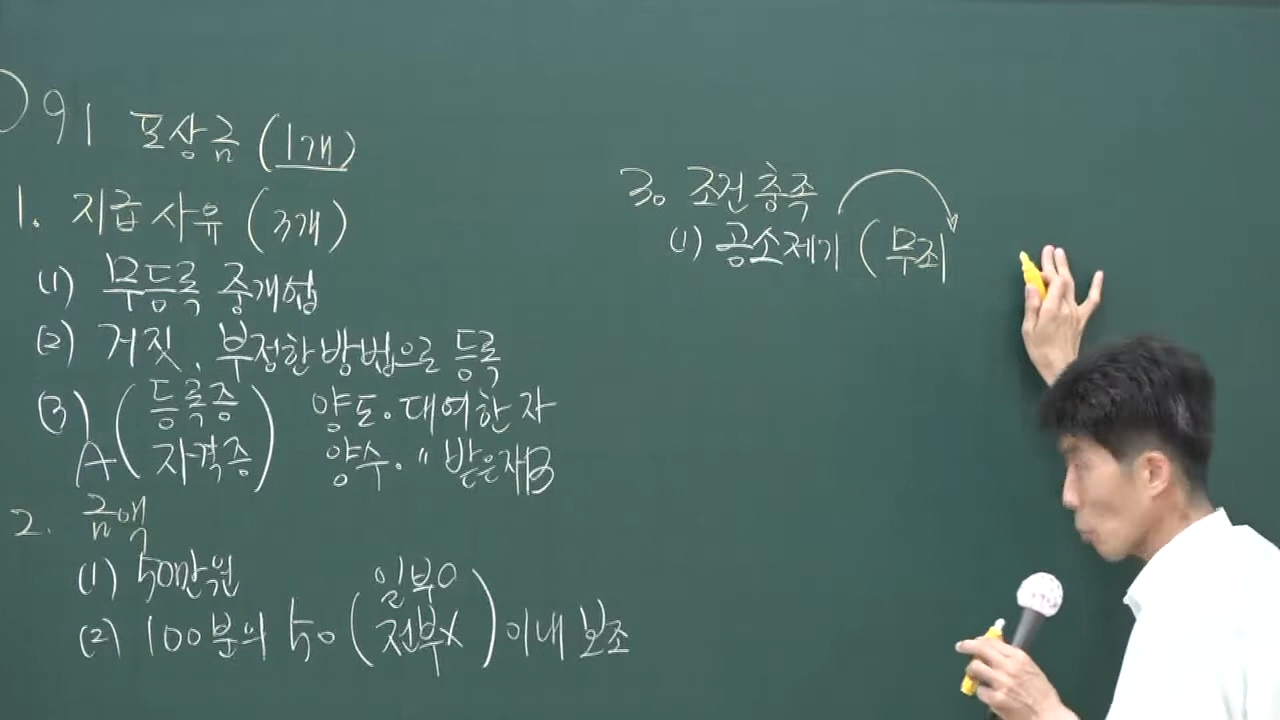 91 포상금 (1개)
1. 지급사유 (3개)
(1) 무등록 중개업
(2) 거짓, 부정한 방법으로 등록
(3) A ( 등록증 ) 양도·대여한 자
자격증 양수·〃 받은 자 B
2. 금액
(1) 50만원
(2) 100분의 50 ( 일부○ ) 이내 보조
전부X
3. 조건충족
(1) 공소제기 ( 무죄